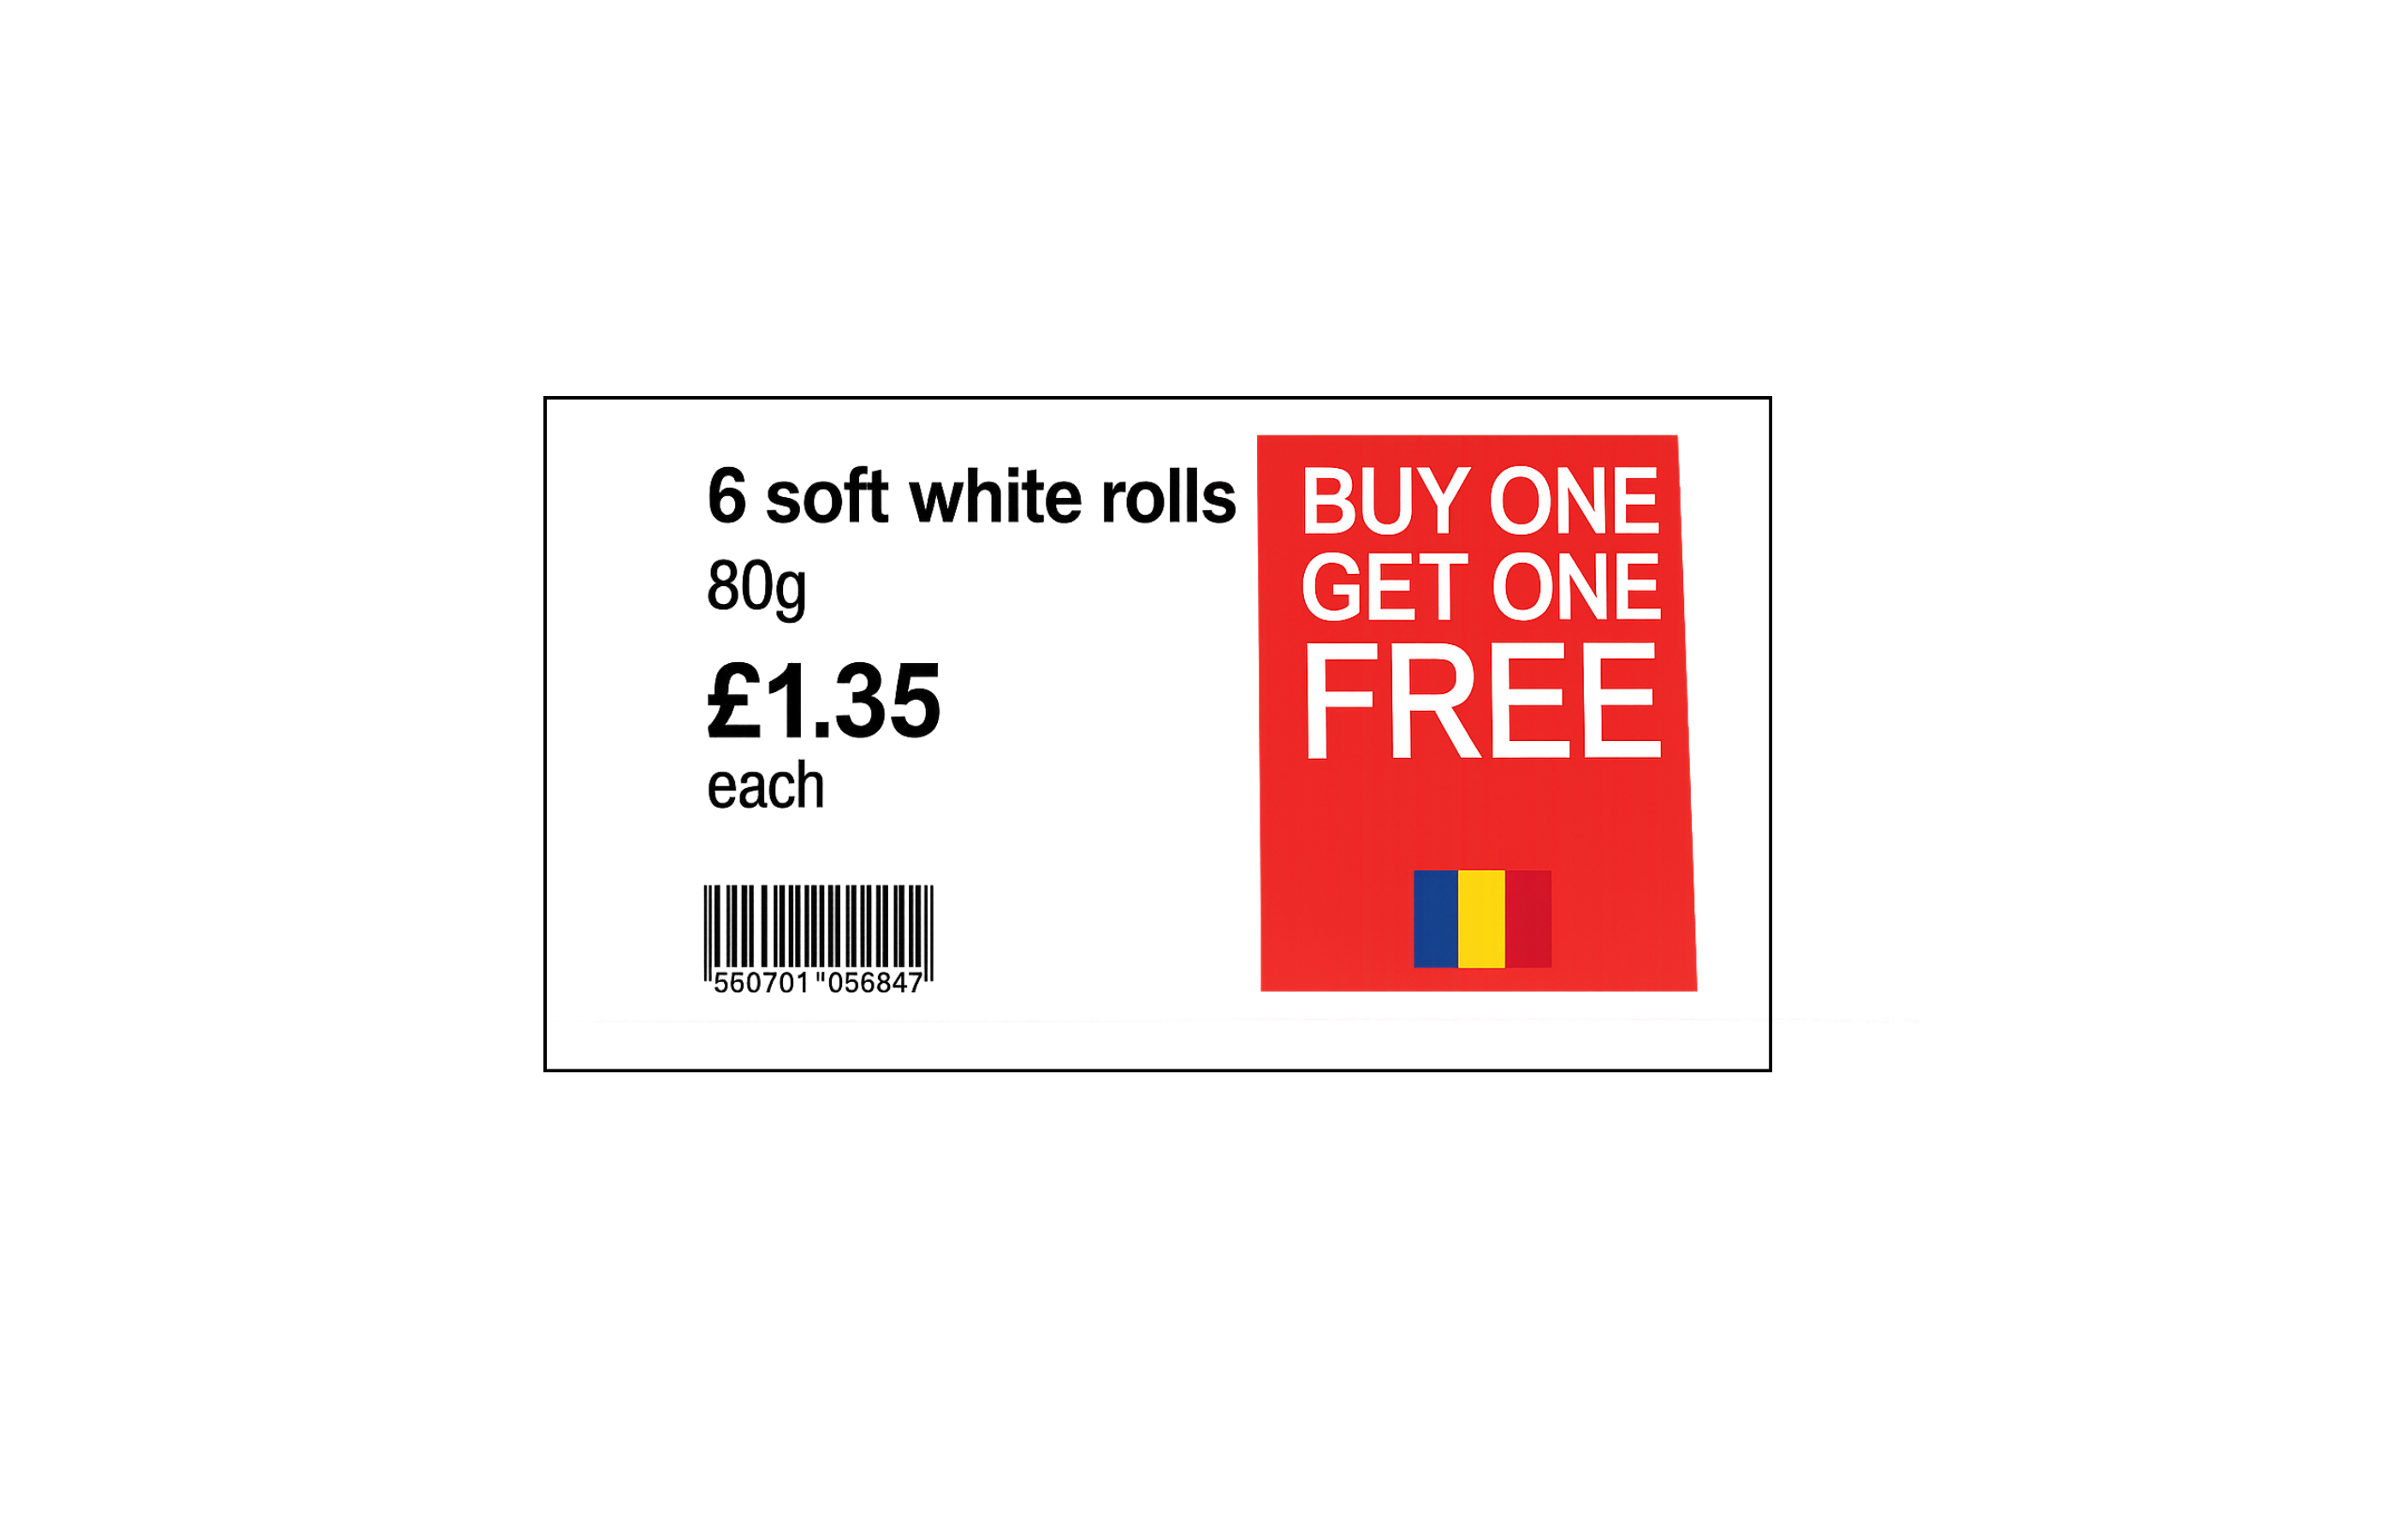 6 soft white rolls
80g
£1.35
each
560701 "056847"
BUY ONE
GET ONE
FREE